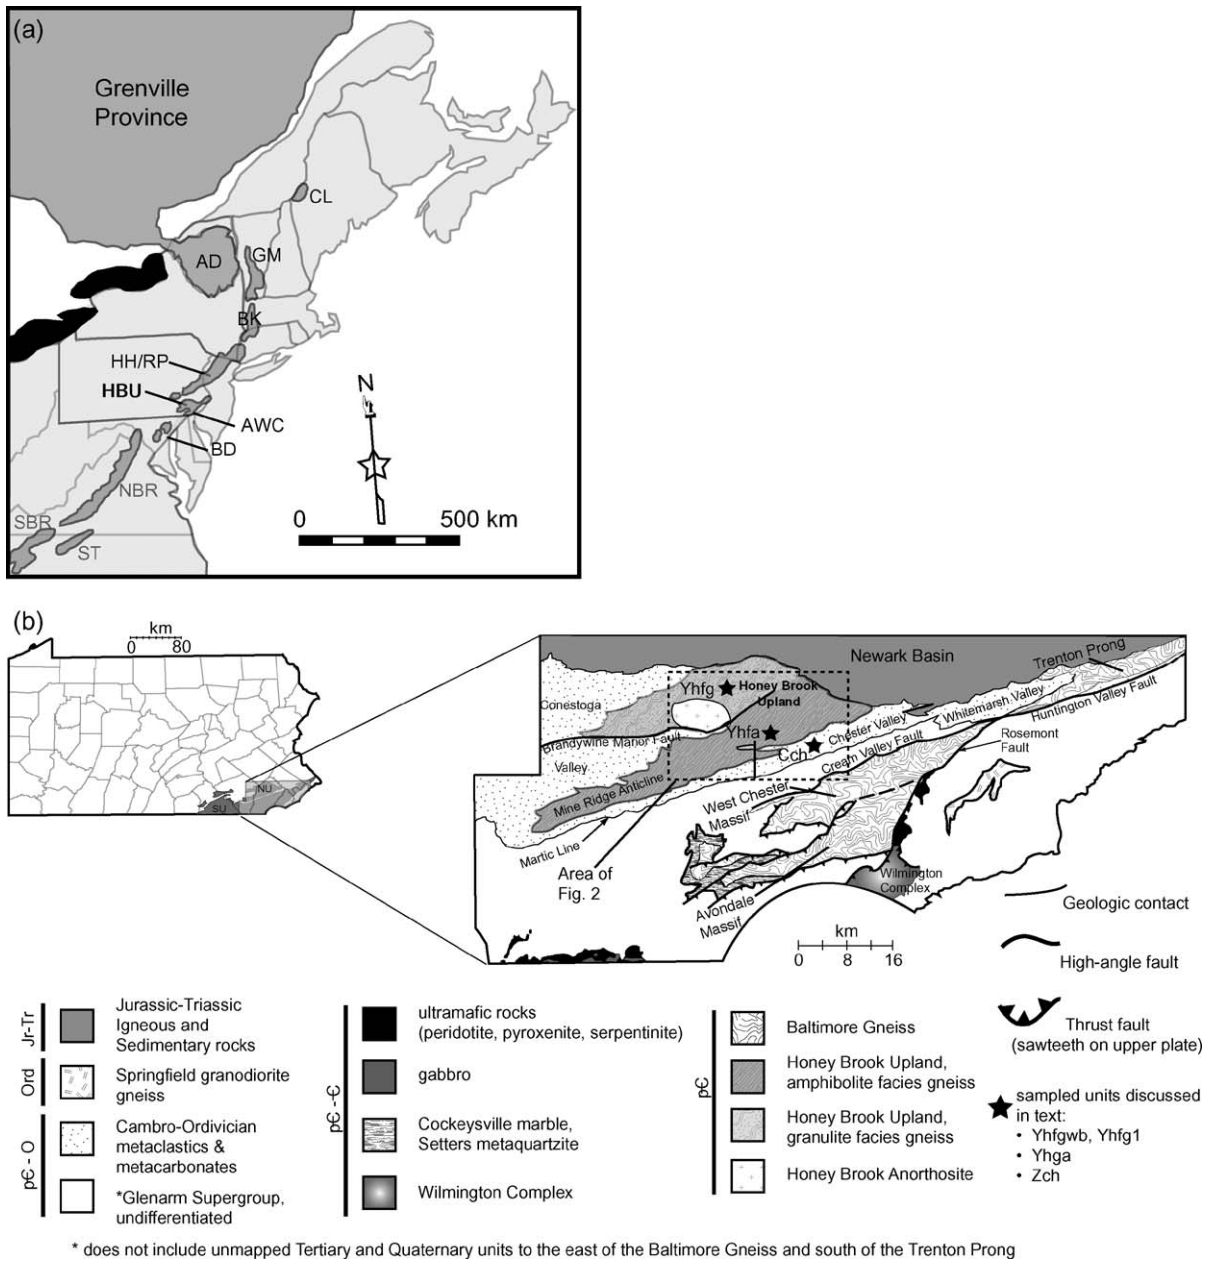 (a)
Grenville
Province
CL
AD
GM
BK
HH/RP
HBU
AWC
BD
NBR
SBR
ST
N
0 500 km
(b)
km
0 80
NU
SU
Newark Basin
Trenton Prong
Yhfg
Honey Brook
Upland
Conestoga
Whitemarsh Valley
Huntington Valley Fault
Yhfa
Chester Valley
Brandywine Manor Fault
Rosemont
Fault
Valley
Єch
Cream Valley Fault
Mine Ridge Anticline
West Chester
Massif
Martic Line
Area of
Fig. 2
Wilmington
Complex
Avondale
Massif
km
0 8 16
Geologic contact
High-angle fault
Thrust fault
(sawteeth on upper plate)
sampled units discussed
in text:
• Yhfgwb, Yhfg1
• Yhga
• Zch
Jr-Tr
Jurassic-Triassic
Igneous and
Sedimentary rocks
Ord
Springfield granodiorite
gneiss
pЄ - O
Cambro-Ordivician
metaclastics &
metacarbonates
*Glenarm Supergroup,
undifferentiated
pЄ -Є
ultramafic rocks
(peridotite, pyroxenite, serpentinite)
gabbro
Cockeysville marble,
Setters metaquartzite
Wilmington Complex
pЄ
Baltimore Gneiss
Honey Brook Upland,
amphibolite facies gneiss
Honey Brook Upland,
granulite facies gneiss
Honey Brook Anorthosite
* does not include unmapped Tertiary and Quaternary units to the east of the Baltimore Gneiss and south of the Trenton Prong